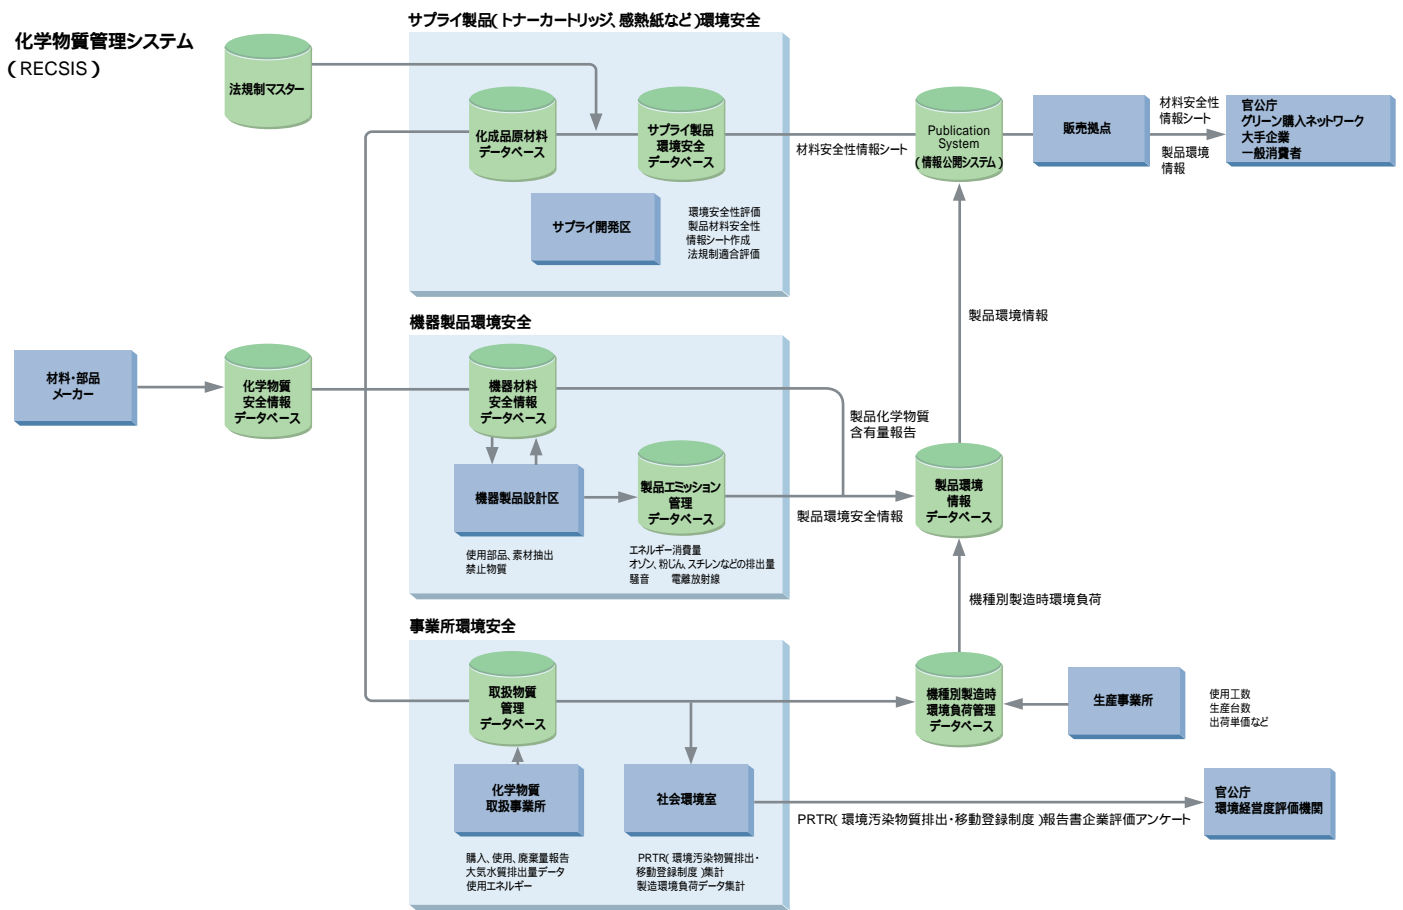 化学物質管理システム
(RECSIS)
サプライ製品(トナーカートリッジ、感熱紙など)環境安全
法規制マスター
化成品原材料
データベース
サプライ製品
環境安全
データベース
サプライ開発区
環境安全性評価
製品材料安全性
情報シート作成
法規制適合評価
材料安全性情報シート
Publication
System
(情報公開システム)
販売拠点
材料安全性
情報シート
製品環境
情報
官公庁
グリーン購入ネットワーク
大手企業
一般消費者
製品環境情報
機器製品環境安全
材料・部品
メーカー
化学物質
安全情報
データベース
機器材料
安全情報
データベース
機器製品設計区
使用部品、素材抽出
禁止物質
製品エミッション
管理
データベース
エネルギー消費量
オゾン、粉じん、スチレンなどの排出量
騒音 電離放射線
製品化学物質
含有量報告
製品環境安全情報
製品環境
情報
データベース
機種別製造時環境負荷
事業所環境安全
取扱物質
管理
データベース
化学物質
取扱事業所
購入、使用、廃棄量報告
大気水質排出量データ
使用エネルギー
社会環境室
PRTR(環境汚染物質排出・
移動登録制度)集計
製造環境負荷データ集計
機種別製造時
環境負荷管理
データベース
生産事業所
使用工数
生産台数
出荷単価など
PRTR(環境汚染物質排出・移動登録制度)報告書企業評価アンケート
官公庁
環境経営度評価機関